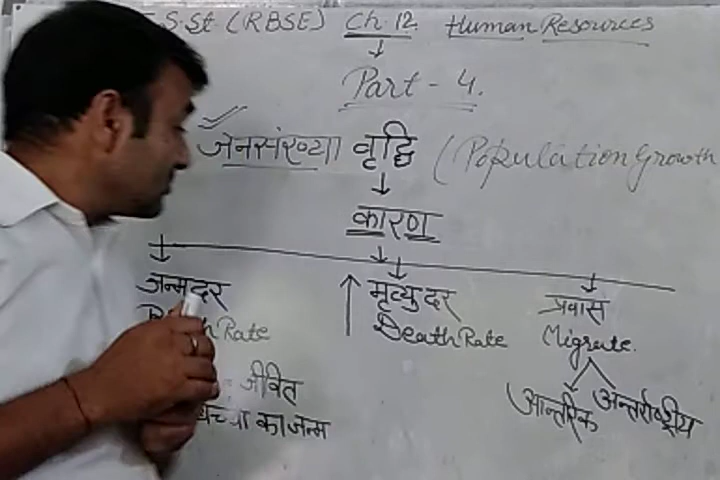 S.St. (RBSE) Ch. 12. Human Resources
Part - 4.
जनसंख्या वृद्धि (Population Growth
कारण
जन्मदर मृत्युदर प्रवास
Rate Death Rate Migrate.
जीवित आन्तरिक अन्तर्राष्ट्रीय
का जन्म